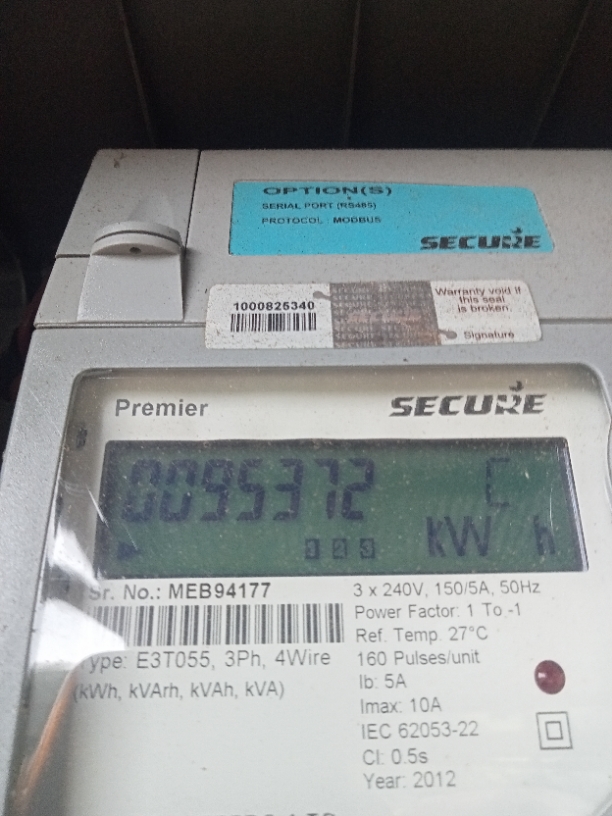 OPTION(S)
SERIAL PORT (RS485)
PROTOCOL MODBUS
SECURE
1000825340
Warranty void if
this seal
is broken.
Signature
Premier
SECURE
0095372 C
123 kW h
Sr. No.: MEB94177
Type: E3T055, 3Ph, 4Wire
(kWh, kVArh, kVAh, kVA)
3 x 240V, 150/5A, 50Hz
Power Factor: 1 To -1
Ref. Temp. 27°C
160 Pulses/unit
Ib: 5A
Imax: 10A
IEC 62053-22
Cl: 0.5s
Year: 2012